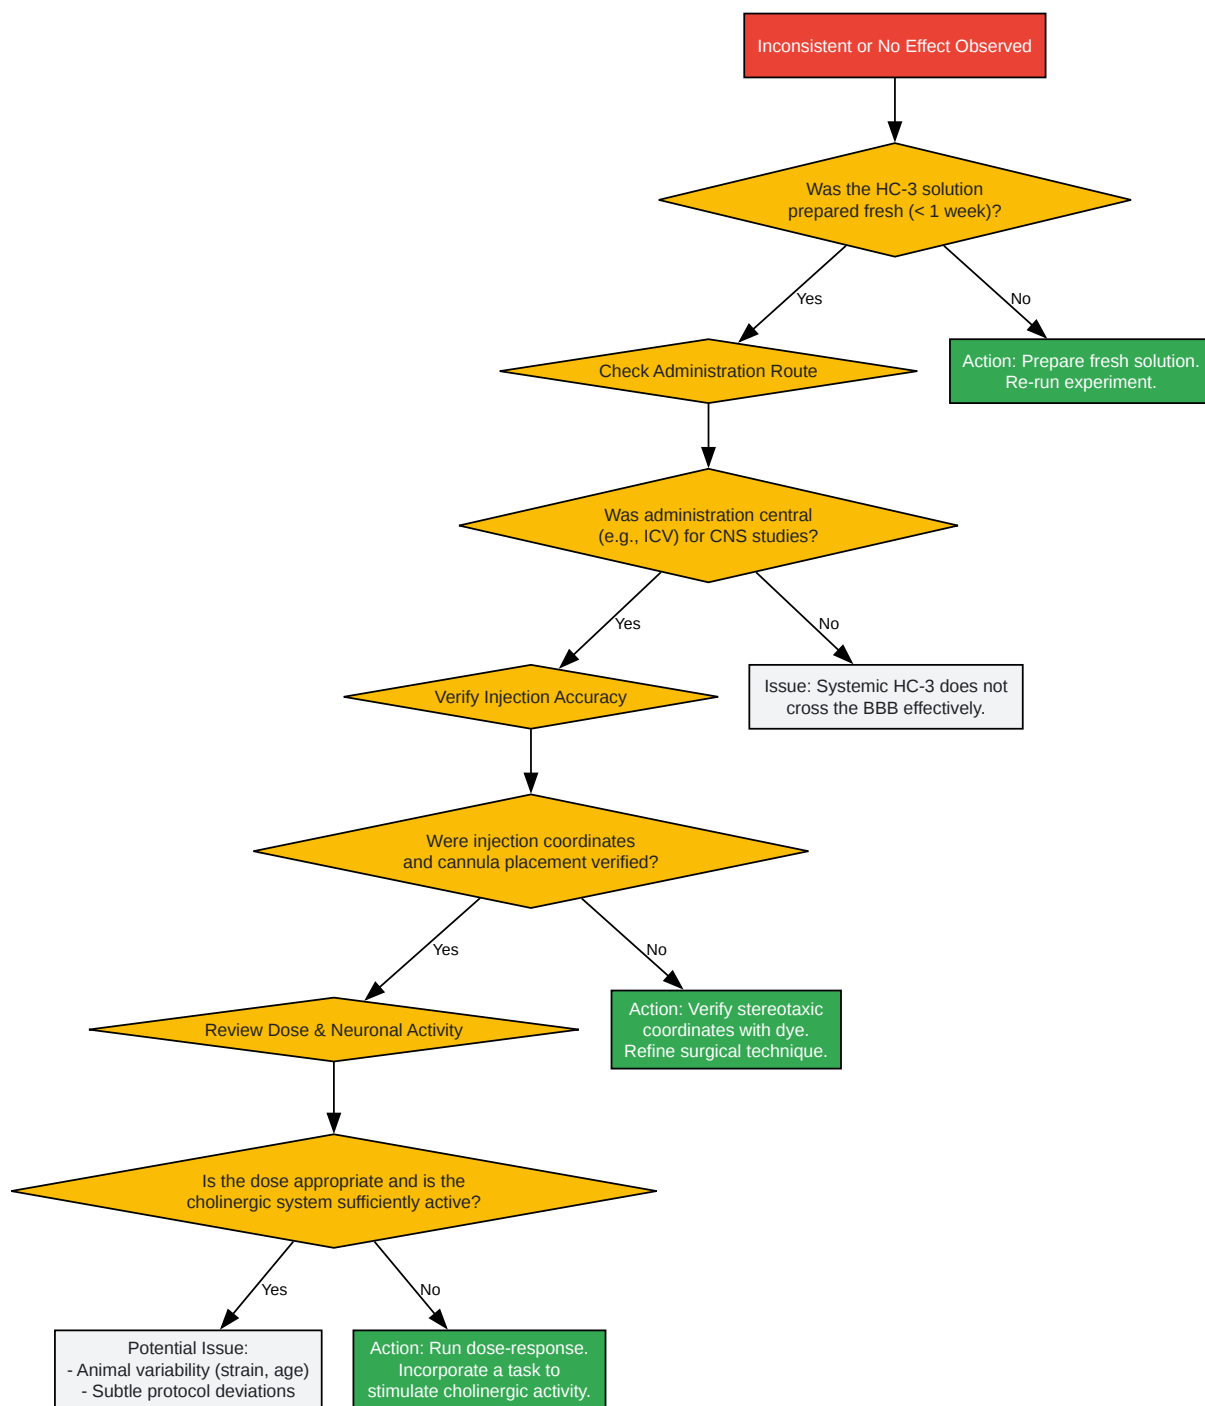 Inconsistent or No Effect Observed
Was the HC-3 solution
prepared fresh (< 1 week)?
Yes
No
Check Administration Route
Action: Prepare fresh solution.
Re-run experiment.
Was administration central
(e.g., ICV) for CNS studies?
Yes
No
Verify Injection Accuracy
Issue: Systemic HC-3 does not
cross the BBB effectively.
Were injection coordinates
and cannula placement verified?
Yes
No
Review Dose & Neuronal Activity
Action: Verify stereotaxic
coordinates with dye.
Refine surgical technique.
Is the dose appropriate and is the
cholinergic system sufficiently active?
Yes
No
Potential Issue:
- Animal variability (strain, age)
- Subtle protocol deviations
Action: Run dose-response.
Incorporate a task to
stimulate cholinergic activity.